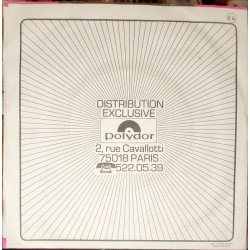 DISTRIBUTION
EXCLUSIVE
polydor
2, rue Cavallotti
75018 PARIS
522.05.39